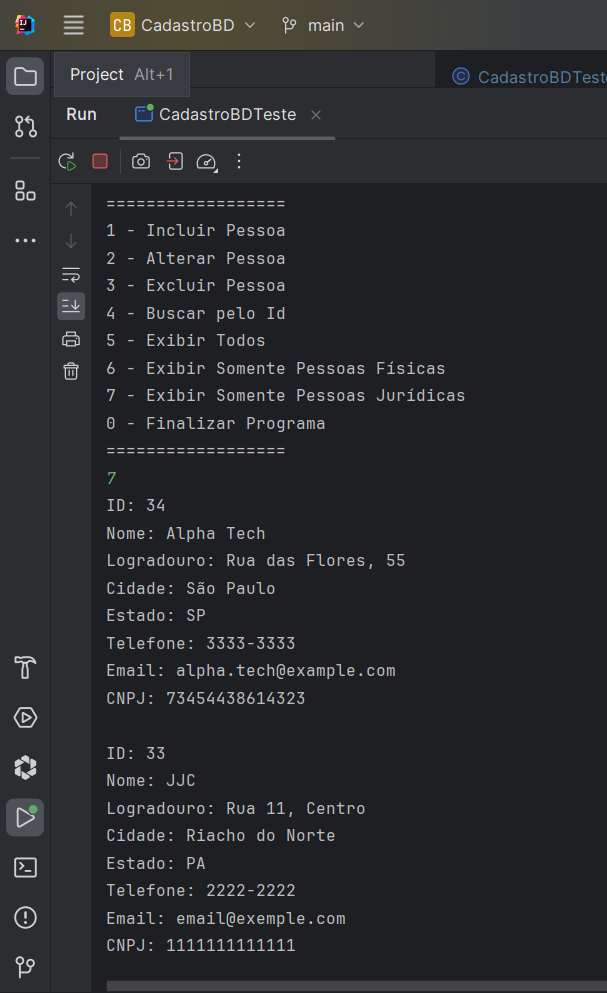 CB CadastroBD main
Project Alt+1
CadastroBDTeste
Run CadastroBDTeste
==================
1 - Incluir Pessoa
2 - Alterar Pessoa
3 - Excluir Pessoa
4 - Buscar pelo Id
5 - Exibir Todos
6 - Exibir Somente Pessoas Físicas
7 - Exibir Somente Pessoas Jurídicas
0 - Finalizar Programa
==================
7
ID: 34
Nome: Alpha Tech
Logradouro: Rua das Flores, 55
Cidade: São Paulo
Estado: SP
Telefone: 3333-3333
Email: alpha.tech@example.com
CNPJ: 73454438614323
ID: 33
Nome: JJC
Logradouro: Rua 11, Centro
Cidade: Riacho do Norte
Estado: PA
Telefone: 2222-2222
Email: email@exemple.com
CNPJ: 1111111111111